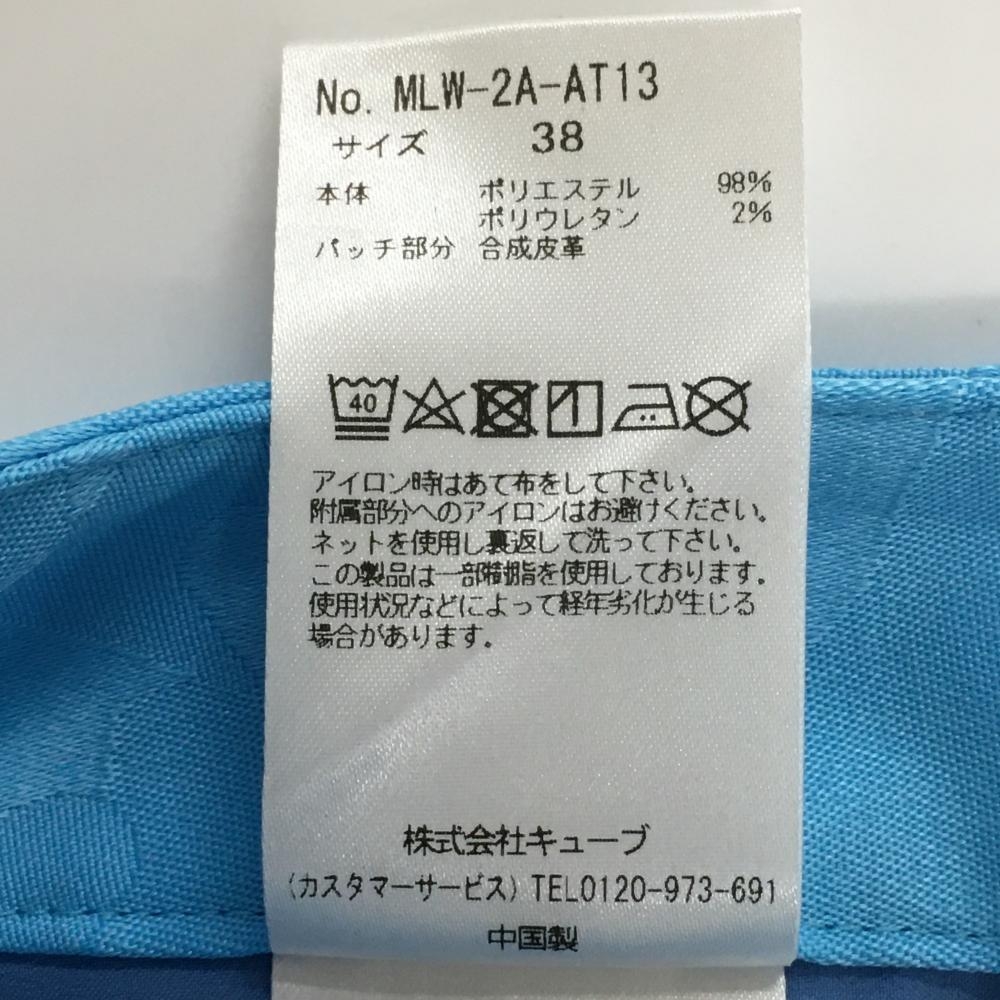 No. MLW-2A-AT13
サイズ 38
本体 ポリエステル 98%
ポリウレタン 2%
パッチ部分 合成皮革
40
アイロン時はあて布をして下さい。
附属部分へのアイロンはお避けください。
ネットを使用し裏返して洗って下さい。
この製品は一部樹脂を使用しております。
使用状況などによって経年劣化が生じる
場合があります。
株式会社キューブ
(カスタマーサービス) TEL0120-973-691
中国製